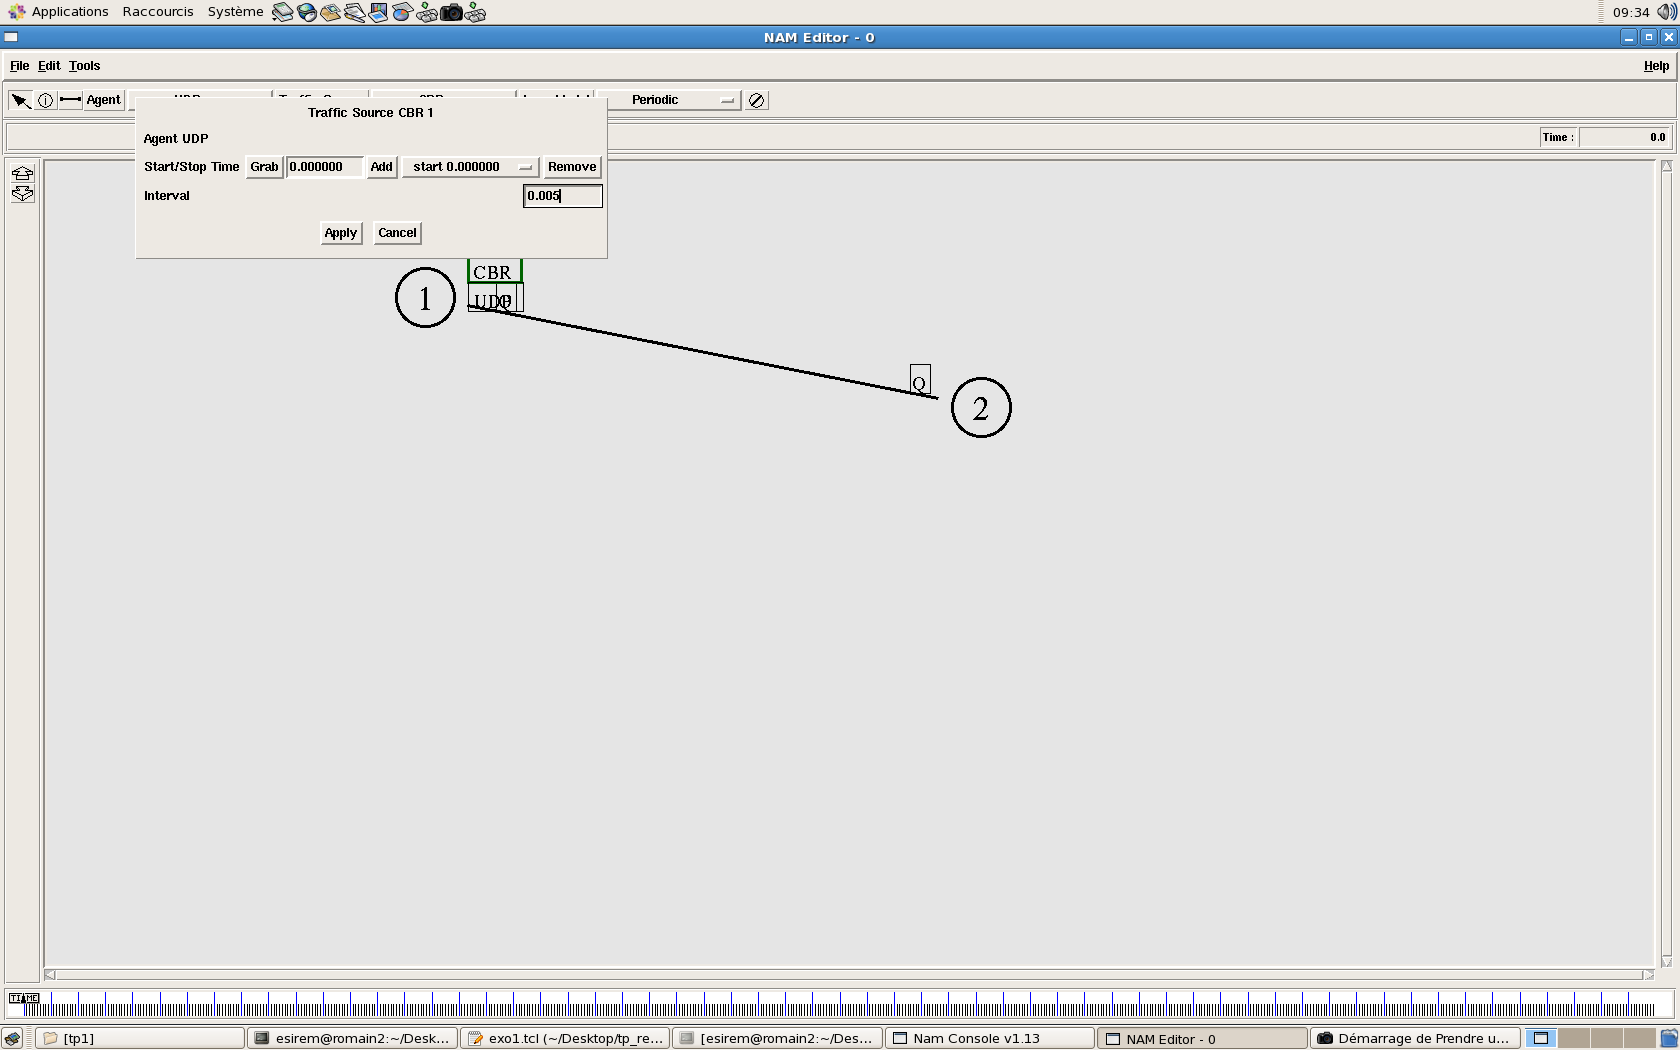 Applications Raccourcis Système 09:34
NAM Editor - 0
File Edit Tools Help
Agent Periodic
Time : 0.0
Traffic Source CBR 1
Agent UDP
Start/Stop Time Grab 0.000000 Add start 0.000000 Remove
Interval 0.005
Apply Cancel
CBR
1 UDP Q
Q
2
TIME
[tp1] esirem@romain2:~/Desk... exo1.tcl (~/Desktop/tp_re... [esirem@romain2:~/Des... Nam Console v1.13 NAM Editor - 0 Démarrage de Prendre u...